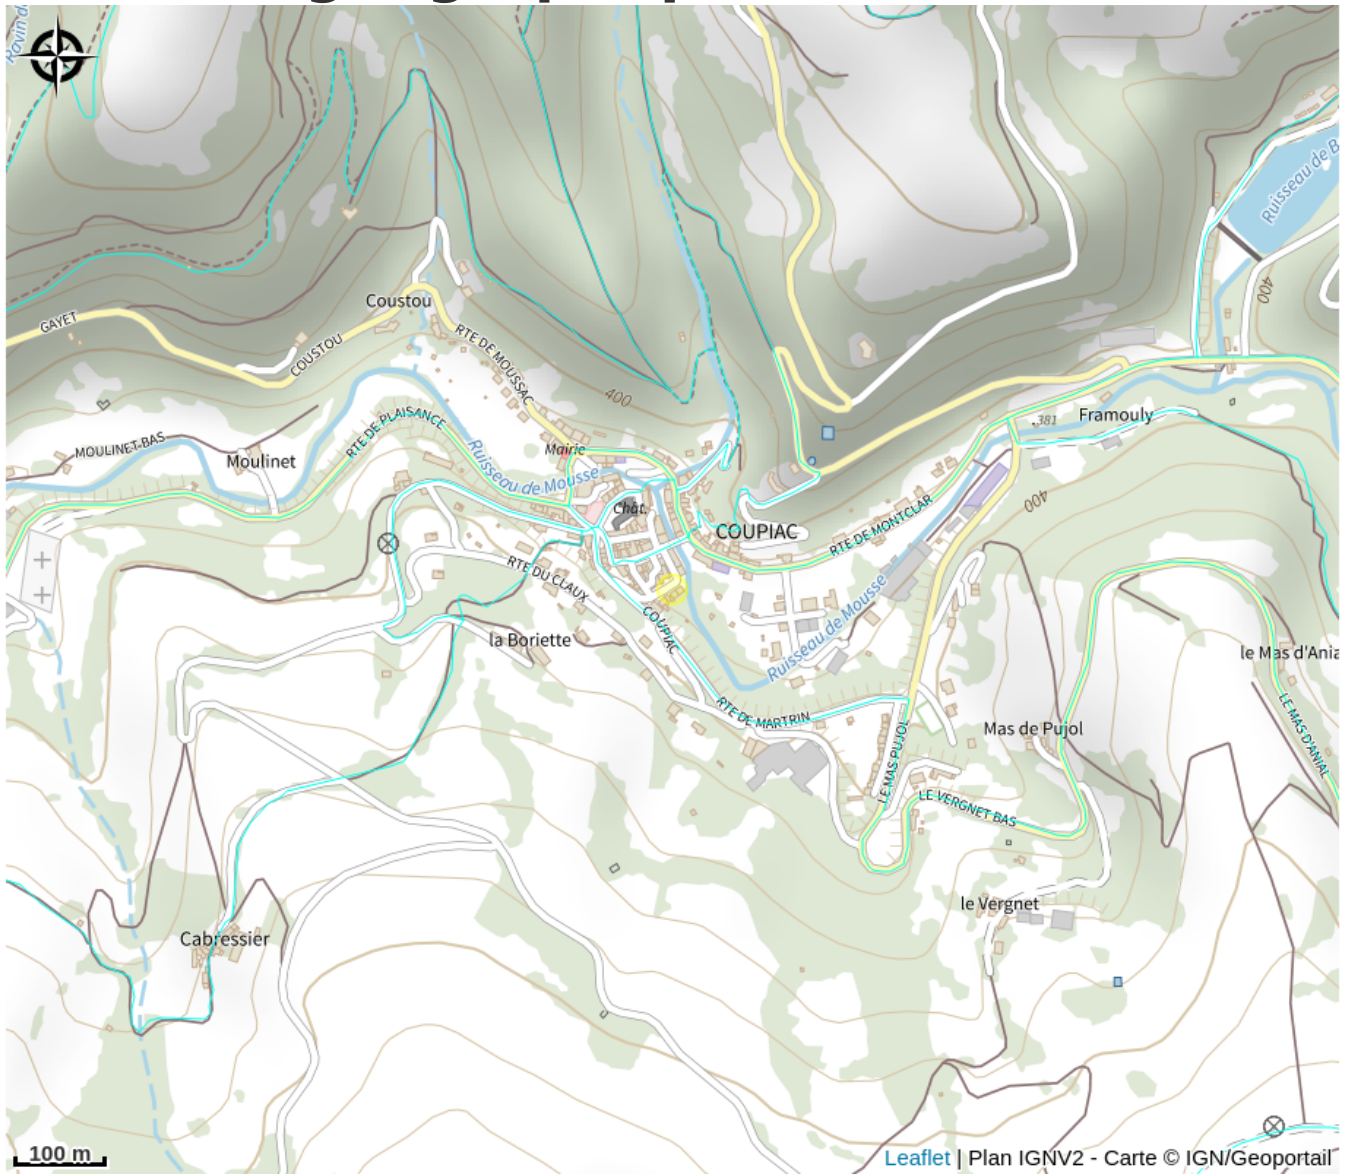 Coustou
GAYET
COUSTOU
RTE DE MOUSSAC
400
400
Ruisseau de B
RTE DE PLAISANCE
MOULINET-BAS
Moulinet
Mairie
Ruisseau de Mousse
Framouly
381
400
Chât.
COUPIAC
RTE DE MONTCLAR
RTE DU CLAUX
la Boriette
COUPIAC
Ruisseau de Mousse
le Mas d'Ania
RTE DE MARTRIN
Mas de Pujol
LE MAS PUJOL
LE MAS D'ANIAL
LE VERGNET BAS
le Vergnet
Cabressier
100 m
Leaflet | Plan IGNV2 - Carte © IGN/Geoportail